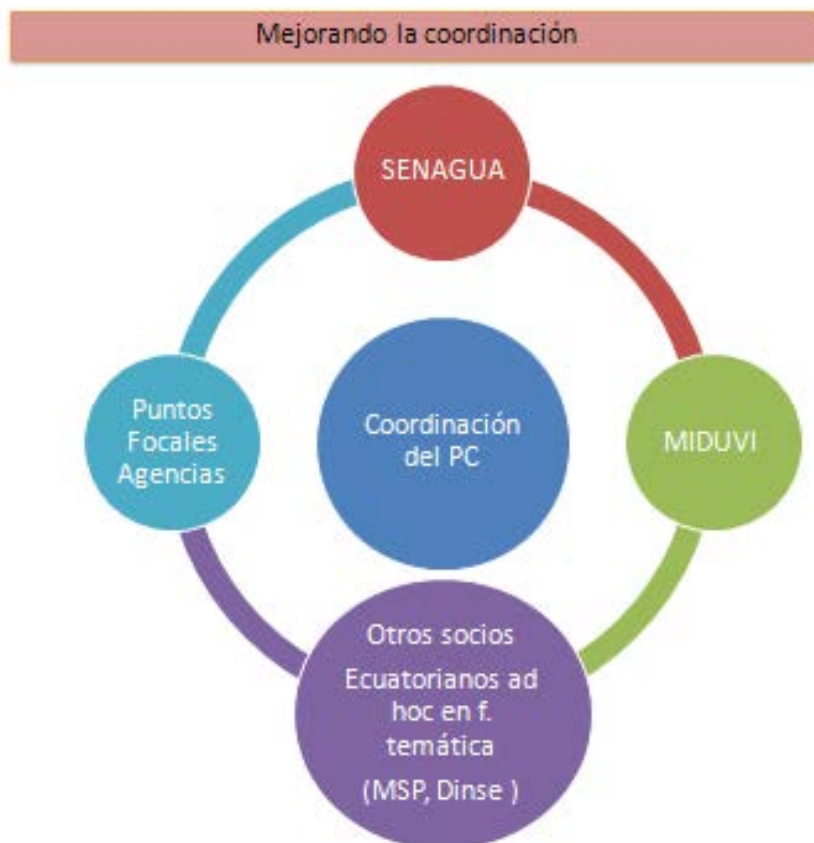 Mejorando la coordinación
SENAGUA
Puntos
Focales
Agencias
Coordinación
del PC
MIDUVI
Otros socios
Ecuatorianos ad
hoc en f.
temática
(MSP, Dinse )